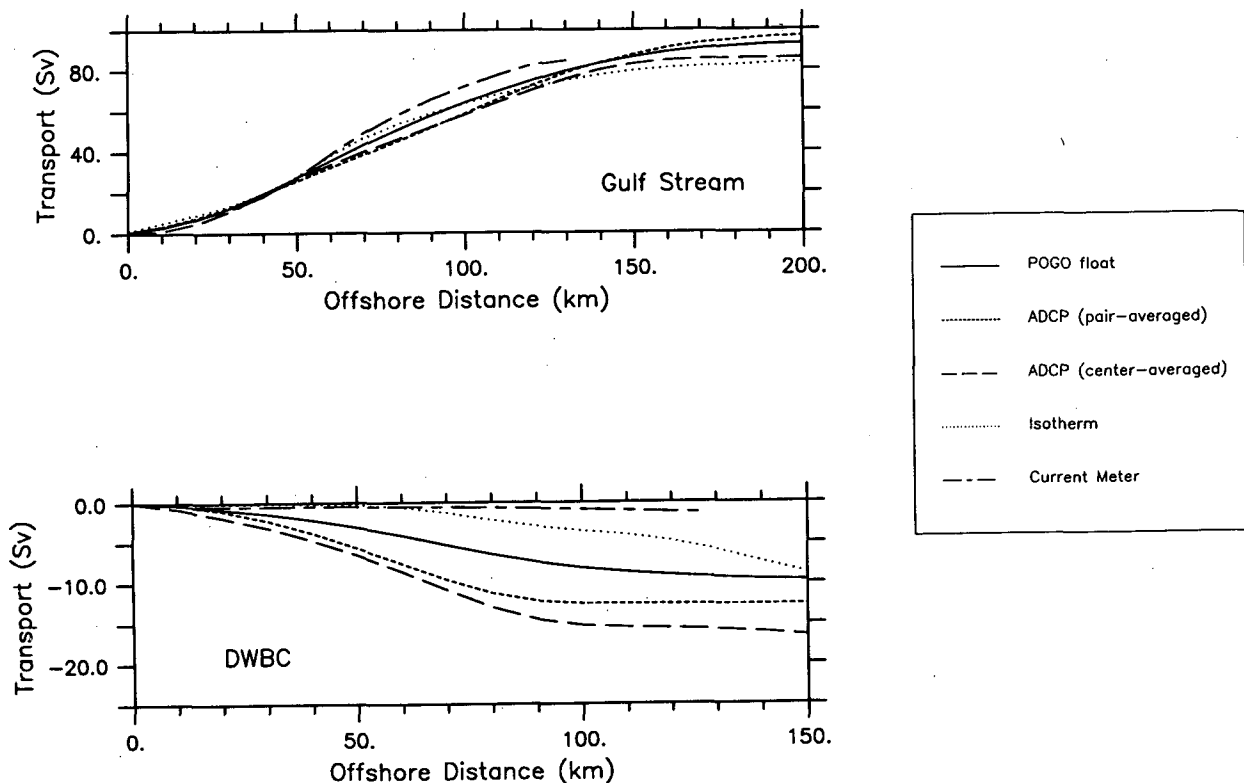 Transport (Sv)
80.
40.
0.
Gulf Stream
0.
50.
100.
150.
200.
Offshore Distance (km)
POGO float
ADCP (pair-averaged)
ADCP (center-averaged)
Isotherm
Current Meter
Transport (Sv)
0.0
-10.0
-20.0
DWBC
0.
50.
100.
150.
Offshore Distance (km)